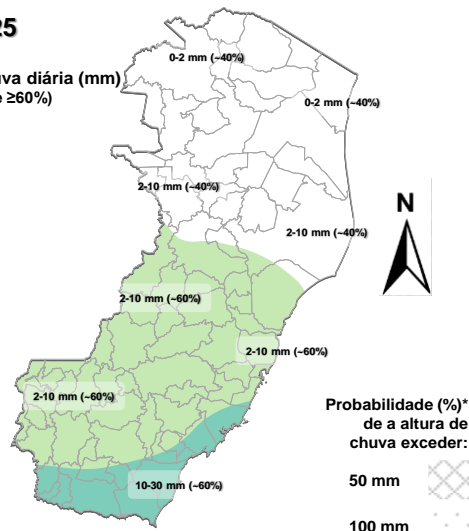 25
uva diária (mm)
e ≥60%)
0-2 mm (~40%)
0-2 mm (~40%)
2-10 mm (~40%)
N
2-10 mm (~40%)
2-10 mm (~60%)
2-10 mm (~60%)
2-10 mm (~60%)
Probabilidade (%)*
de a altura de
chuva exceder:
50 mm
10-30 mm (~60%)
100 mm